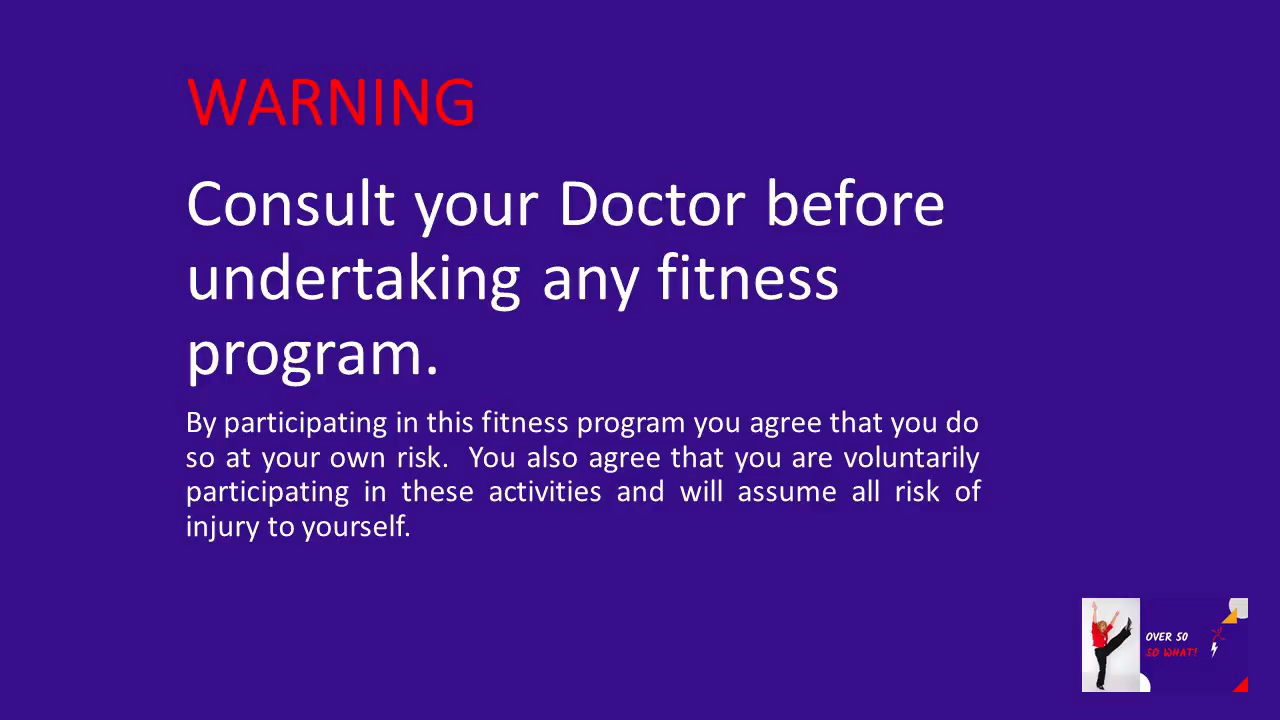 WARNING
Consult your Doctor before
undertaking any fitness
program.
By participating in this fitness program you agree that you do
so at your own risk.  You also agree that you are voluntarily
participating in these activities and will assume all risk of
injury to yourself.
OVER SO
SO WHAT!